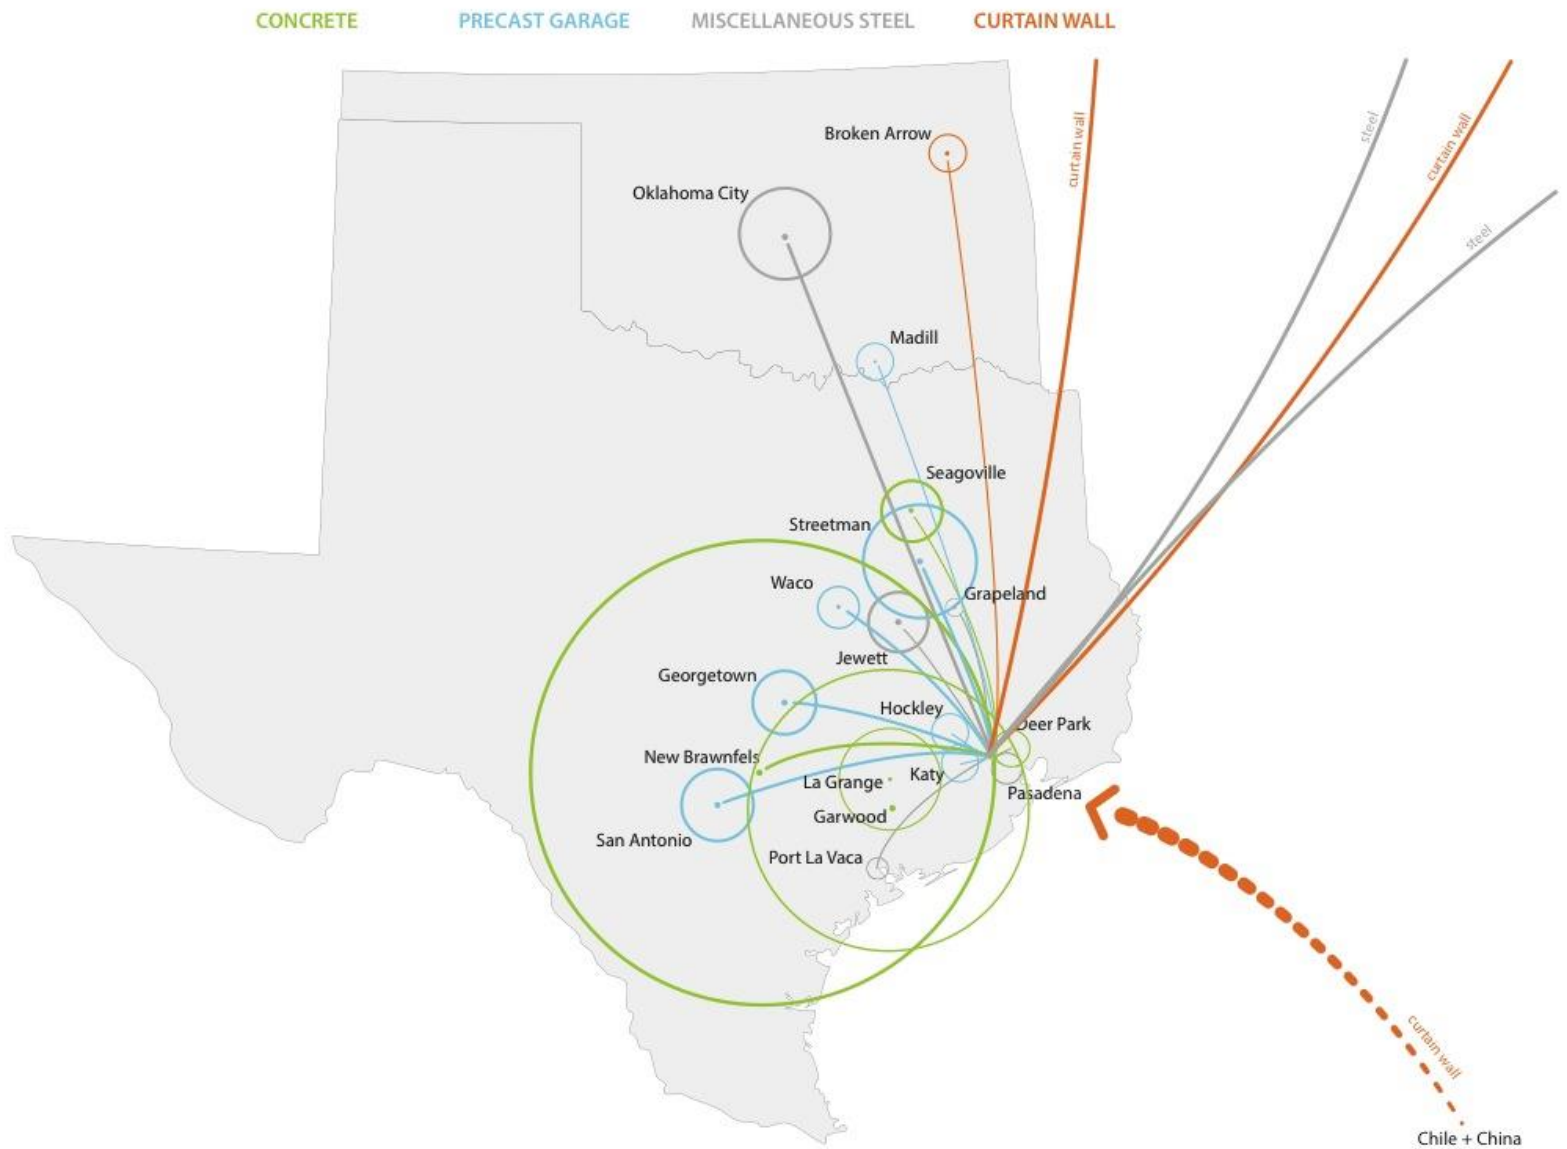 CONCRETE
PRECAST GARAGE
MISCELLANEOUS STEEL
CURTAIN WALL
curtain wall
steel
curtain wall
steel
Broken Arrow
Oklahoma City
Madill
Seagoville
Streetman
Waco
Grapeland
Jewett
Georgetown
Hockley
Deer Park
New Brawnfels
La Grange
Katy
Pasadena
Garwood
San Antonio
Port La Vaca
curtain wall
Chile + China